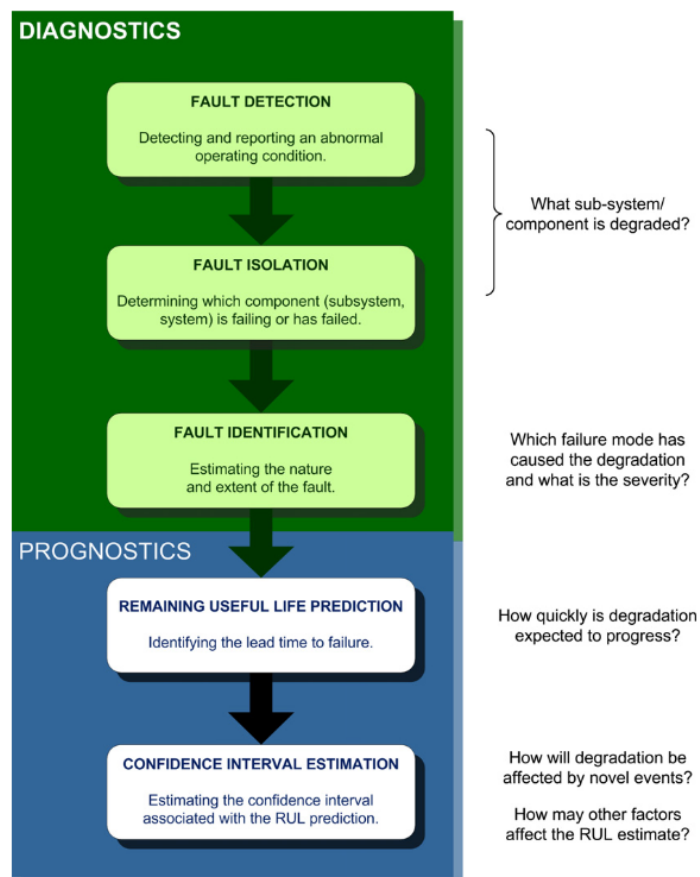 DIAGNOSTICS
FAULT DETECTION
Detecting and reporting an abnormal
operating condition.
What sub-system/
component is degraded?
FAULT ISOLATION
Determining which component (subsystem,
system) is failing or has failed.
FAULT IDENTIFICATION
Estimating the nature
and extent of the fault.
Which failure mode has
caused the degradation
and what is the severity?
PROGNOSTICS
REMAINING USEFUL LIFE PREDICTION
Identifying the lead time to failure.
How quickly is degradation
expected to progress?
CONFIDENCE INTERVAL ESTIMATION
Estimating the confidence interval
associated with the RUL prediction.
How will degradation be
affected by novel events?
How may other factors
affect the RUL estimate?